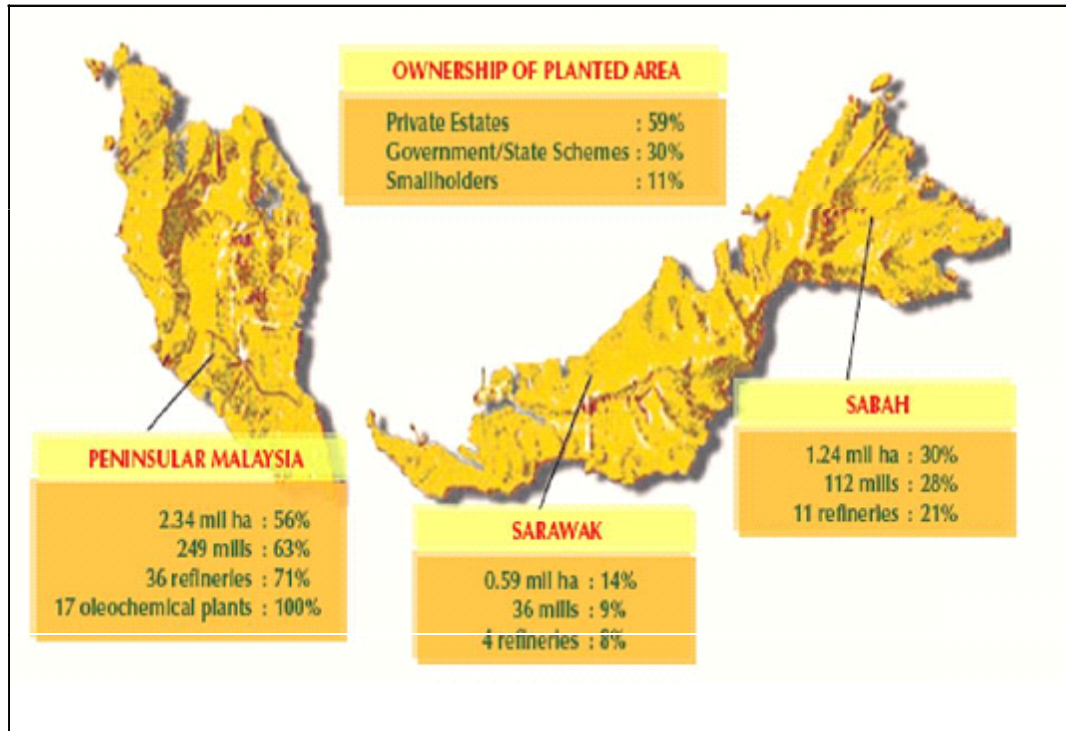 OWNERSHIP OF PLANTED AREA
Private Estates : 59%
Government/State Schemes : 30%
Smallholders : 11%
PENINSULAR MALAYSIA
2.34 mil ha : 56%
249 mills : 63%
36 refineries : 71%
17 oleochemical plants : 100%
SARAWAK
0.59 mil ha : 14%
36 mills : 9%
4 refineries : 8%
SABAH
1.24 mil ha : 30%
112 mills : 28%
11 refineries : 21%